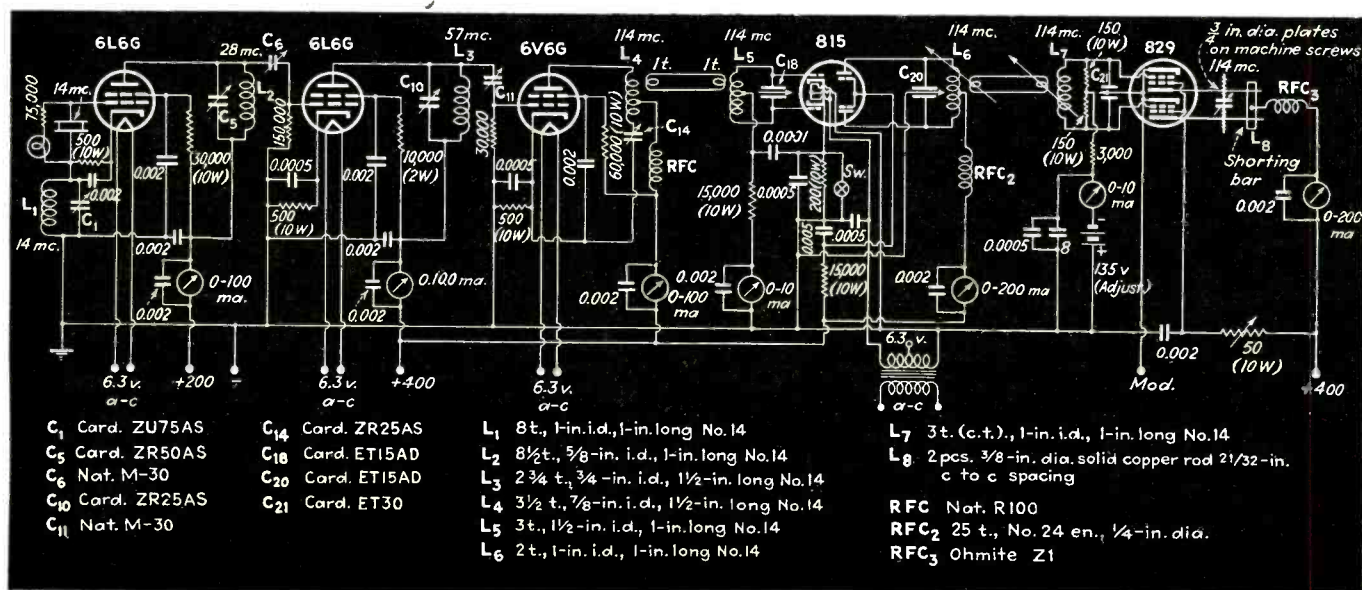 6L6G
28 mc.
C6
6L6G
57 mc.
L3
6V6G
114 mc.
L4
1t.
1t.
114 mc
L5
C18
815
114 mc.
L6
C20
114 mc.
L7
150
(10W)
829
3/4 in. dia. plates
on machine screws
114 mc.
RFC3
75,000
14 mc.
500
(10W)
C5
L2
150,000
C10
C11
30,000
60,000 (10W)
C14
RFC
0.0001
C21
L8
Shorting
bar
0.002
0.002
30,000
(10W)
0.0005
0.002
10,000
(2W)
0.0005
0.002
15,000
(10W)
0.0005
200 (10W)
Sw.
RFC2
150
(10W)
3,000
L1
C1
500
(10W)
500
(10W)
.0005
0.005
0-10
ma
0.002
0-200
ma
14 mc.
0.002
0.002
0.0005
8
0-100
ma.
0.002
0.100 ma.
0.002
0.002
0-100
ma
0.002
0-10
ma
15,000
(10W)
0.002
0-200 ma
135 v
(Adjust.)
6.3 v.
0.002
50
(10W)
6.3 v.
a-c
+200
–
6.3 v.
a-c
+400
6.3 v.
a-c
a-c
Mod.
+400
C1 Card. ZU75AS
C5 Card. ZR50AS
C6 Nat. M-30
C10 Card. ZR25AS
C11 Nat. M-30
C14 Card. ZR25AS
C18 Card. ET15AD
C20 Card. ET15AD
C21 Card. ET30
L1 8t., 1-in. i.d., 1-in. long No. 14
L2 8½t., 5/8-in. i.d., 1-in. long No. 14
L3 2¾ t., ¾-in. i.d., 1½-in. long No. 14
L4 3½ t., 7/8-in. i.d., 1½-in. long No. 14
L5 3t., 1½-in. i.d., 1-in. long No. 14
L6 2t., 1-in. i.d., 1-in. long No. 14
L7 3t. (c.t.)., 1-in. i.d., 1-in. long No. 14
L8 2 pcs. 3/8-in. dia. solid copper rod 21/32-in.
c to c spacing
RFC Nat. R100
RFC2 25 t., No. 24 en., ¼-in. dia.
RFC3 Ohmite Z1